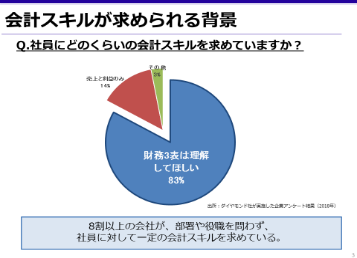 会計スキルが求められる背景
Q.社員にどのくらいの会計スキルを求めていますか？
その他
3%
売上と利益のみ
14%
財務3表は理解
してほしい
83%
出所：ダイヤモンド社が実施した企業アンケート結果（2010年）
8割以上の会社が、部署や役職を問わず、
社員に対して一定の会計スキルを求めている。
3